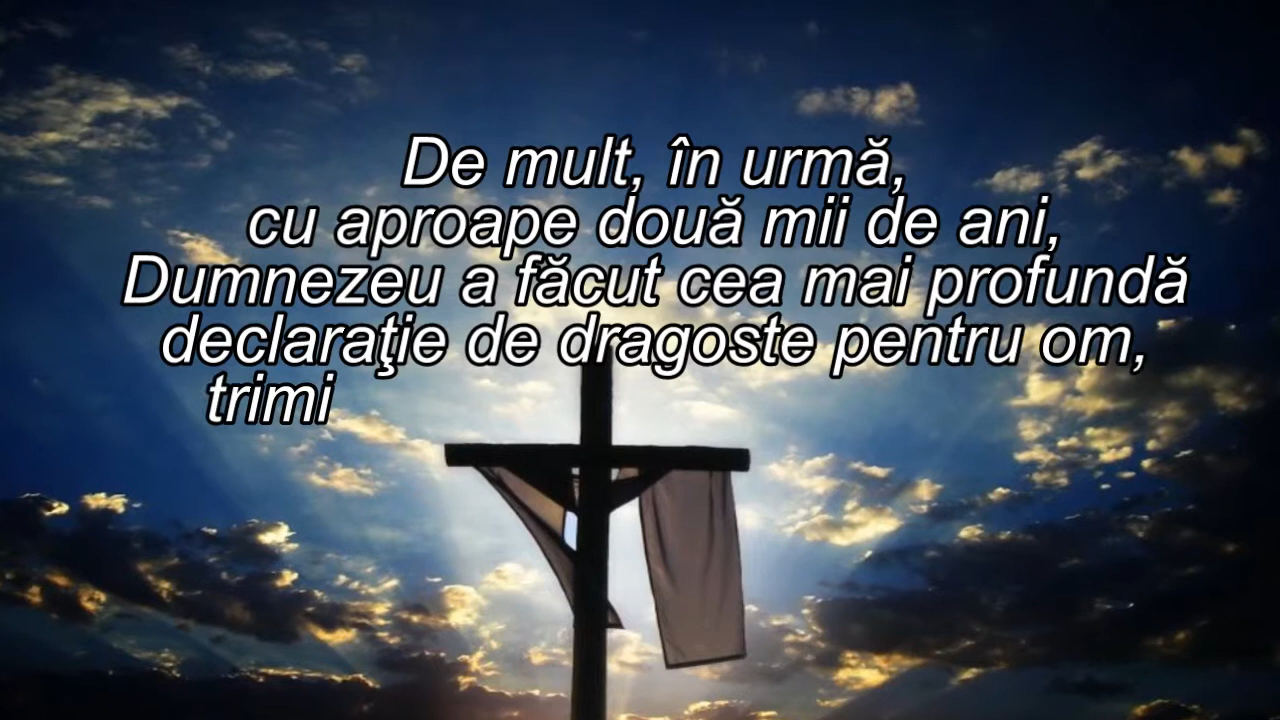 De mult, în urmă,
cu aproape două mii de ani,
Dumnezeu a făcut cea mai profundă
declaraţie de dragoste pentru om,
trimi